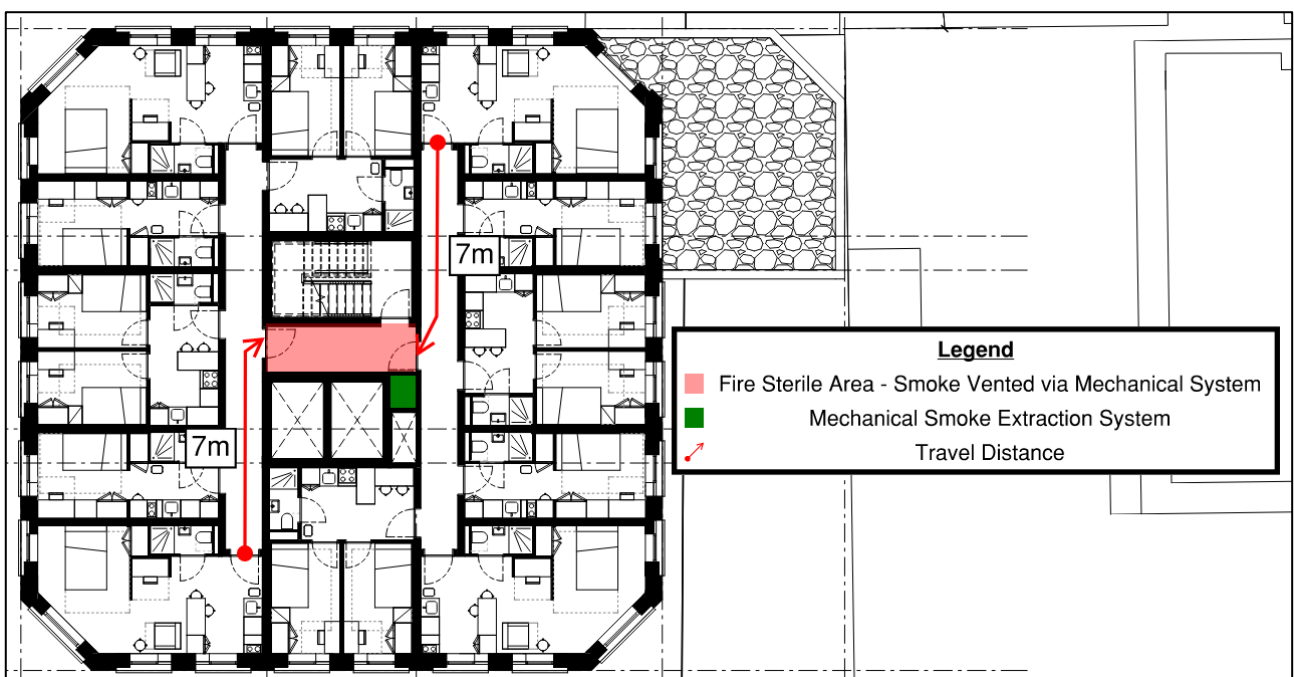 7m
7m
Legend
Fire Sterile Area - Smoke Vented via Mechanical System
Mechanical Smoke Extraction System
Travel Distance